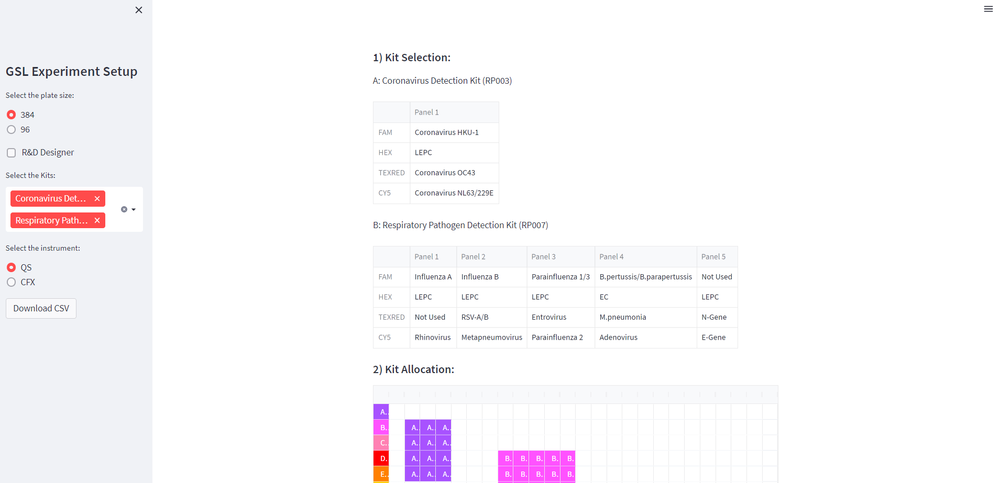 GSL Experiment Setup
Select the plate size:
384
96
R&D Designer
Select the Kits:
Coronavirus Det...
Respiratory Path...
Select the instrument:
QS
CFX
Download CSV
1) Kit Selection:
A: Coronavirus Detection Kit (RP003)
Panel 1
FAM Coronavirus HKU-1
HEX LEPC
TEXRED Coronavirus OC43
CY5 Coronavirus NL63/229E
B: Respiratory Pathogen Detection Kit (RP007)
Panel 1 Panel 2 Panel 3 Panel 4 Panel 5
FAM Influenza A Influenza B Parainfluenza 1/3 B.pertussis/B.parapertussis Not Used
HEX LEPC LEPC LEPC EC LEPC
TEXRED Not Used RSV-A/B Entrovirus M.pneumonia N-Gene
CY5 Rhinovirus Metapneumovirus Parainfluenza 2 Adenovirus E-Gene
2) Kit Allocation:
A..
B.. A.. A.. A..
C.. A.. A.. A..
D.. A.. A.. A.. B.. B.. B.. B.. B..
E.. A.. A.. A.. B.. B.. B.. B.. B..